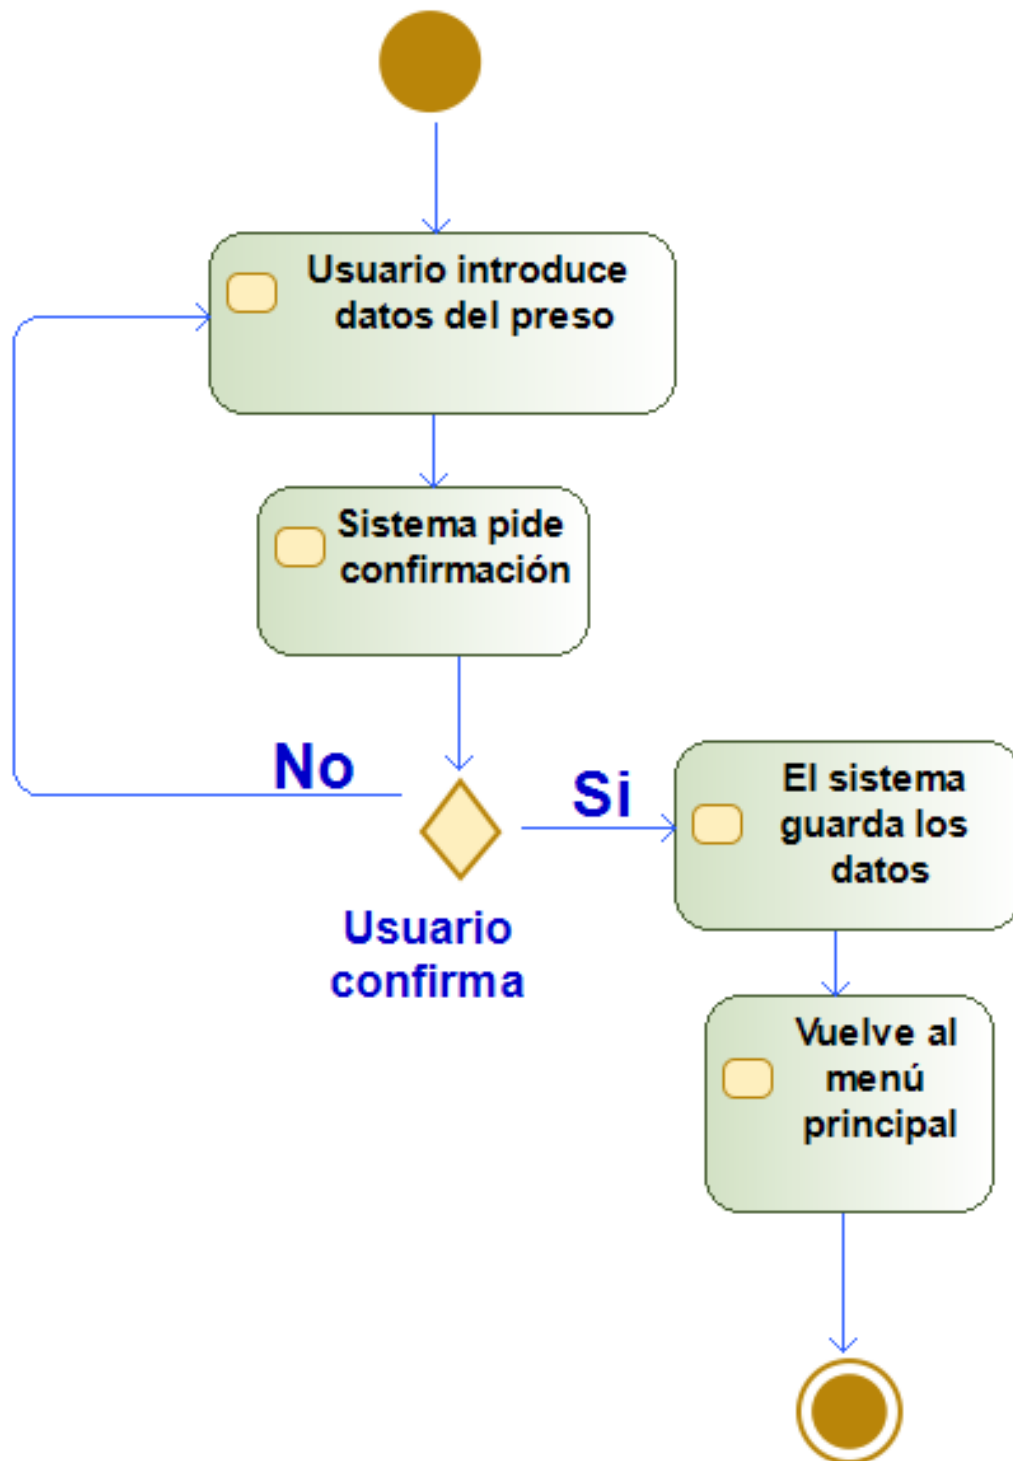 Usuario introduce
datos del preso
Sistema pide
confirmación
No
Si
Usuario
confirma
El sistema
guarda los
datos
Vuelve al
menú
principal